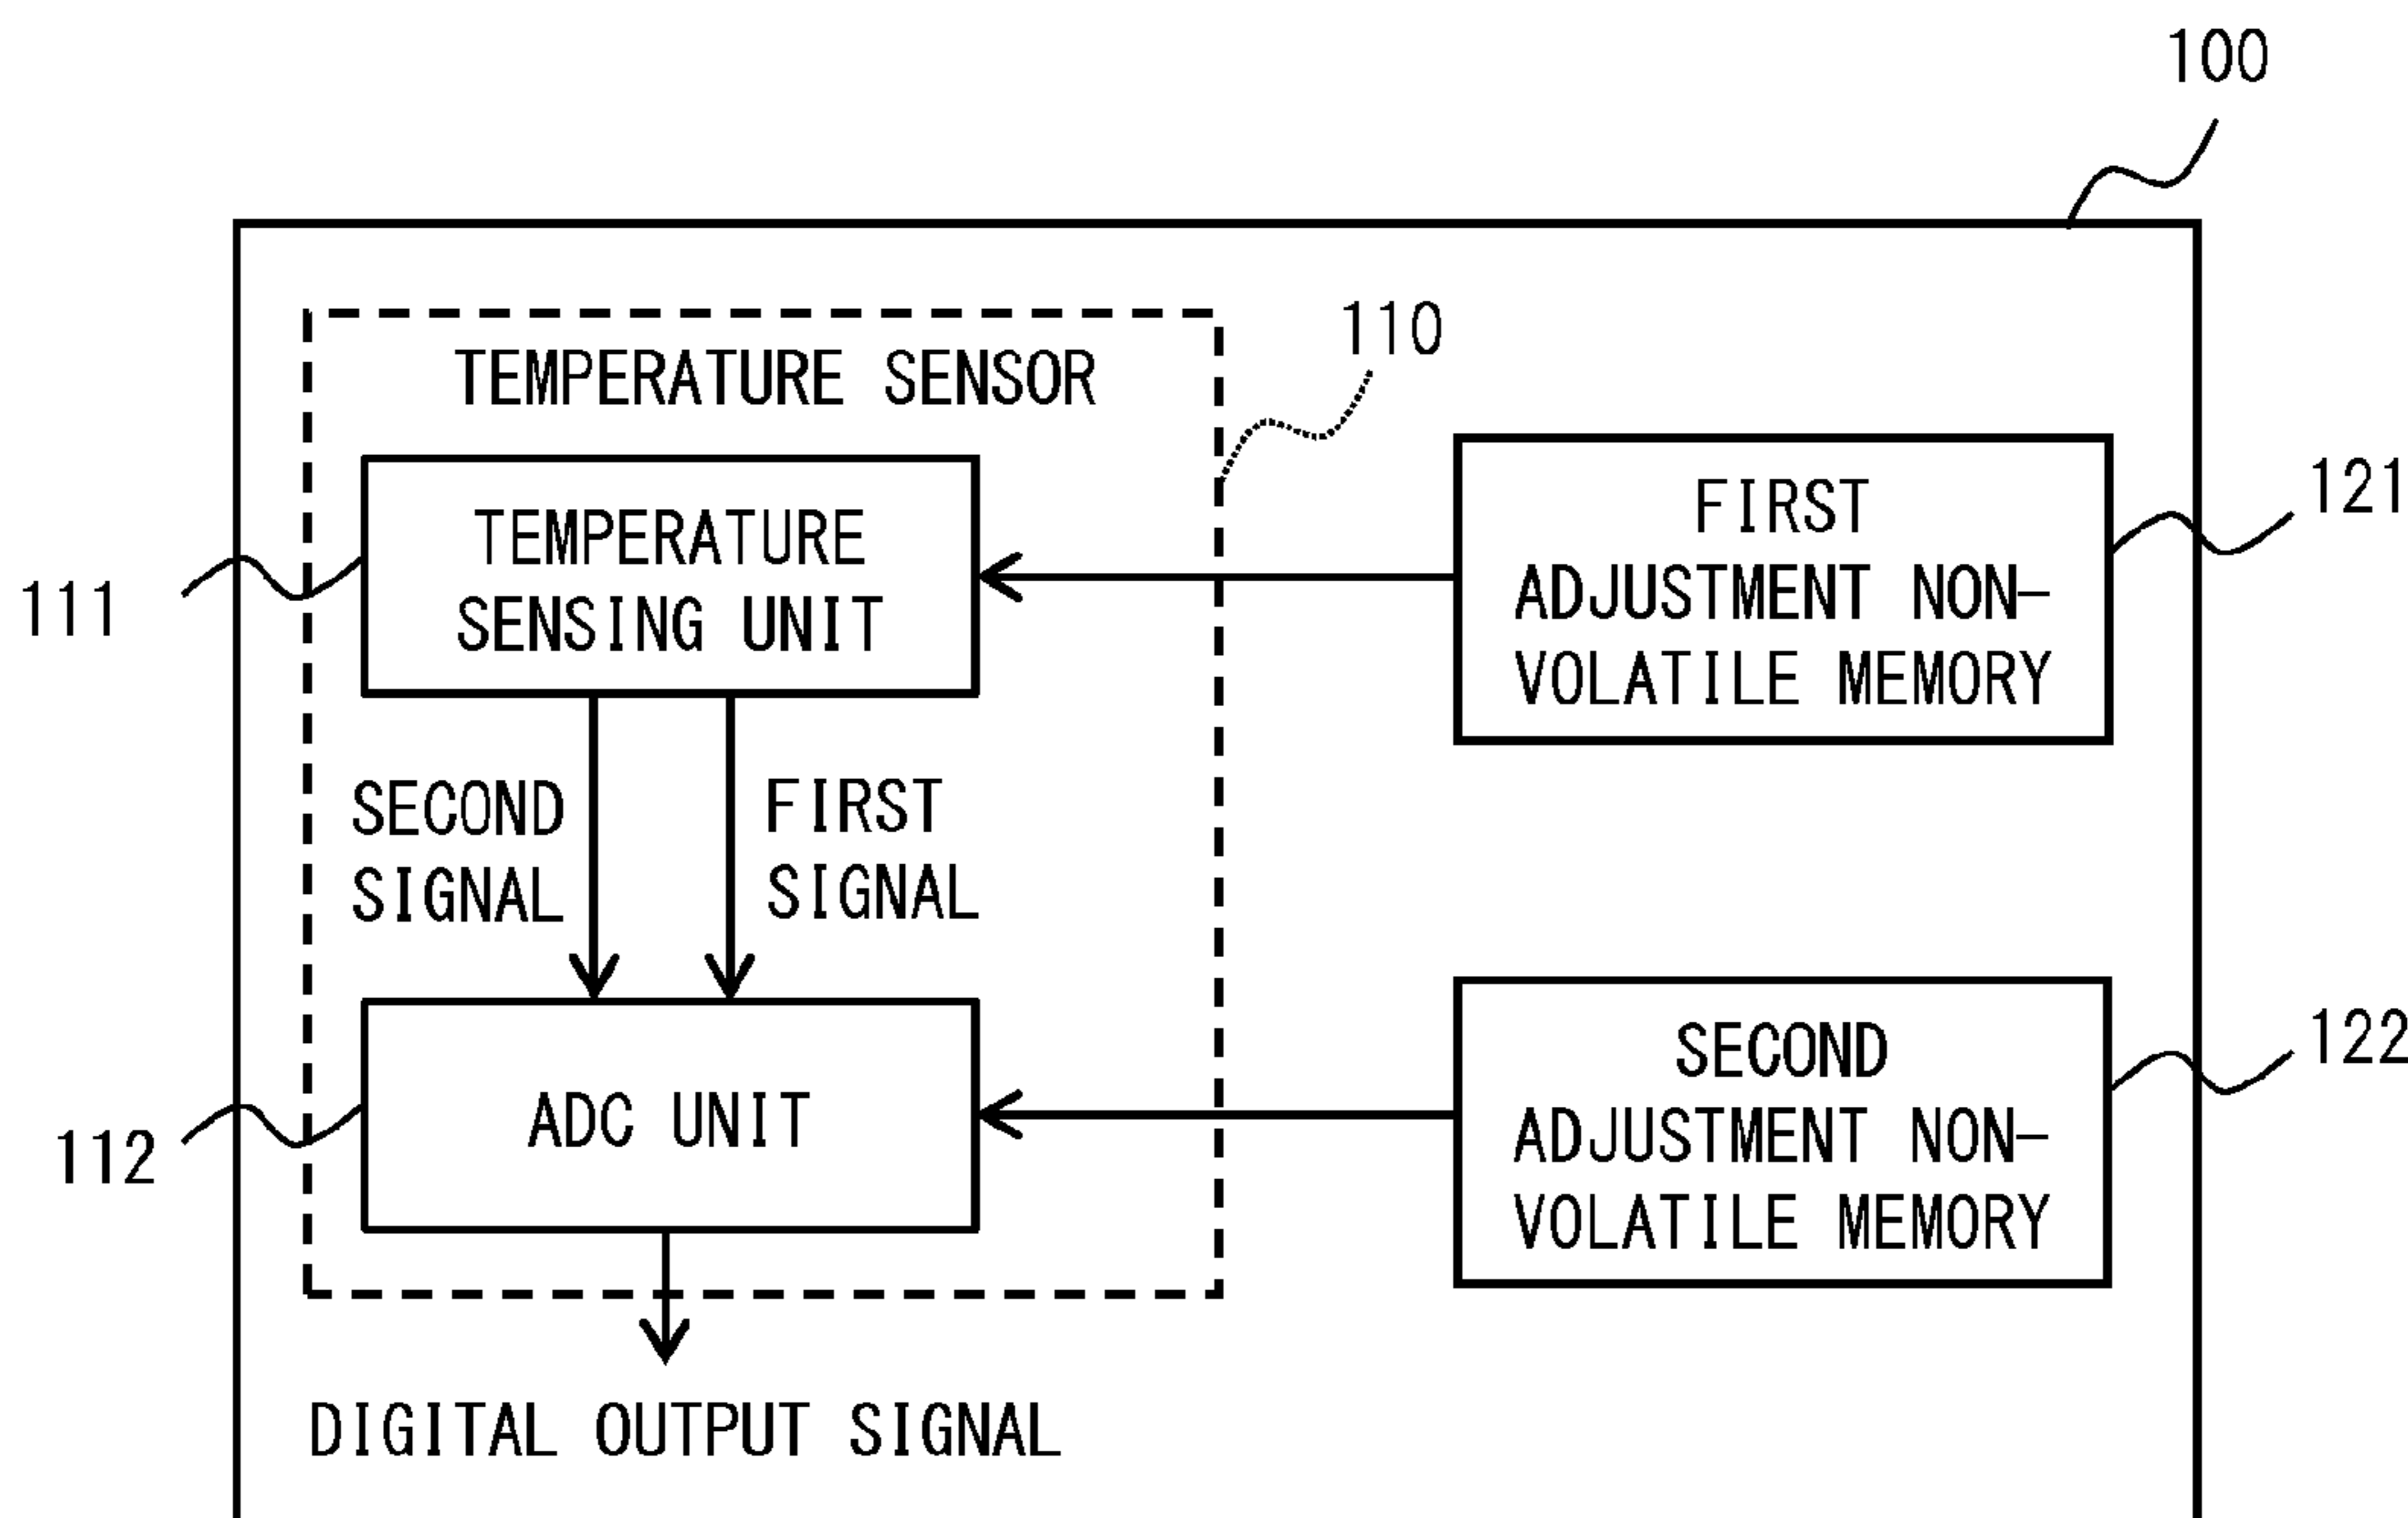 100
TEMPERATURE SENSOR
110
TEMPERATURE
SENSING UNIT
111
FIRST
ADJUSTMENT NON-
VOLATILE MEMORY
121
SECOND
SIGNAL
FIRST
SIGNAL
ADC UNIT
112
SECOND
ADJUSTMENT NON-
VOLATILE MEMORY
122
DIGITAL OUTPUT SIGNAL